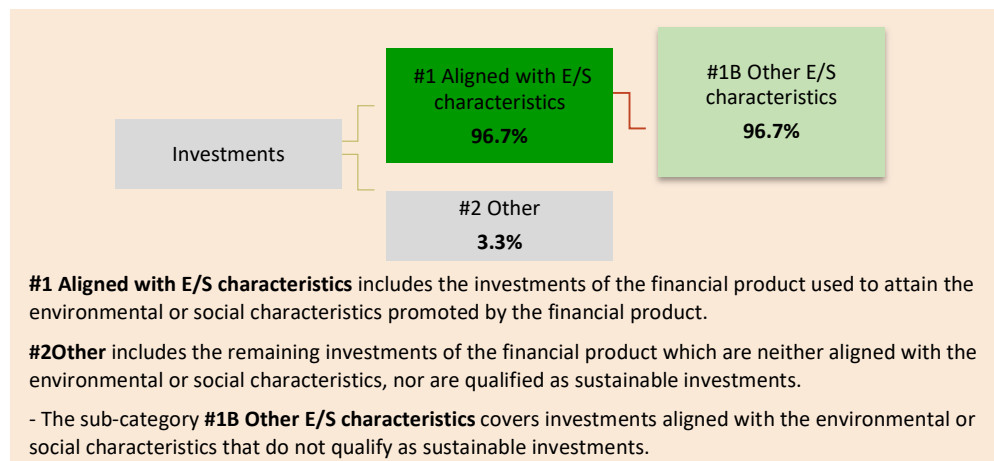 #1 Aligned with E/S
characteristics
96.7%
#1B Other E/S
characteristics
96.7%
Investments
#2 Other
3.3%
#1 Aligned with E/S characteristics includes the investments of the financial product used to attain the
environmental or social characteristics promoted by the financial product.
#2Other includes the remaining investments of the financial product which are neither aligned with the
environmental or social characteristics, nor are qualified as sustainable investments.
- The sub-category #1B Other E/S characteristics covers investments aligned with the environmental or
social characteristics that do not qualify as sustainable investments.